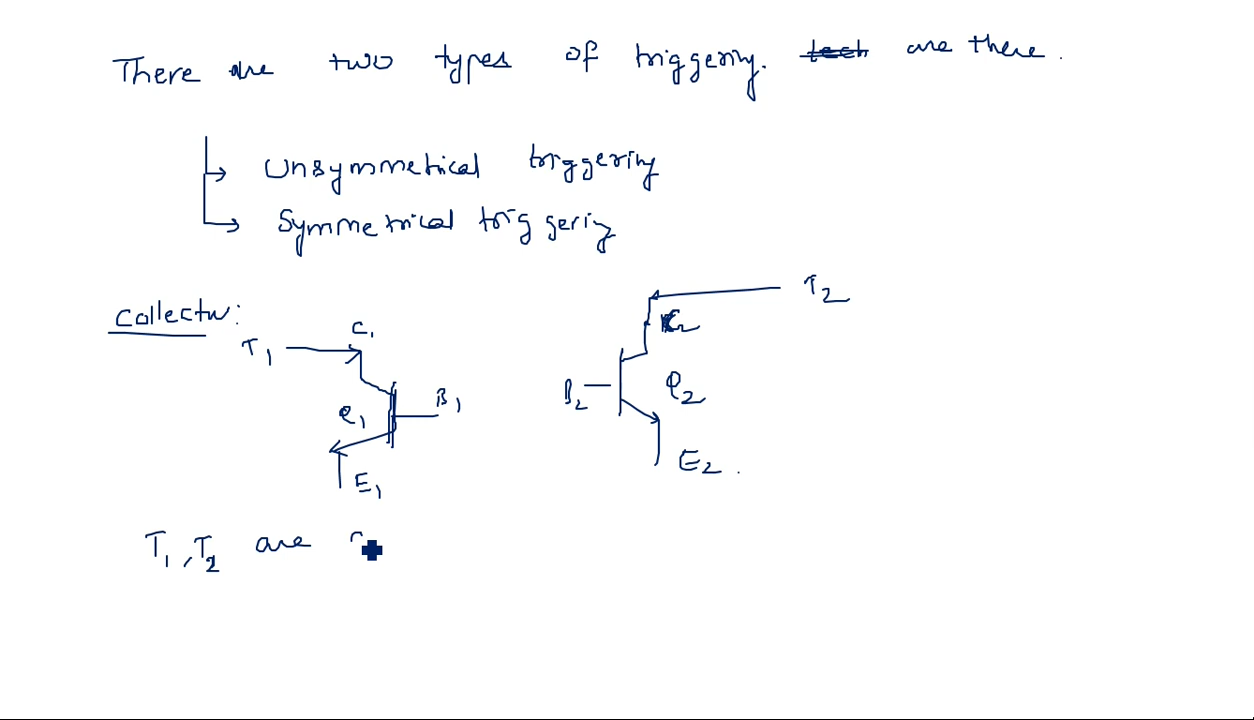 There are two types of triggering. are there.
Unsymmetrical triggering
Symmetrical triggering
Collector:
T1 C1 B1 Q1 E1
T2 C2 B2 Q2 E2.
T1, T2 are